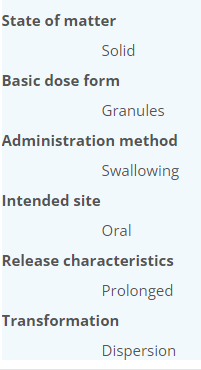 State of matter
Solid
Basic dose form
Granules
Administration method
Swallowing
Intended site
Oral
Release characteristics
Prolonged
Transformation
Dispersion